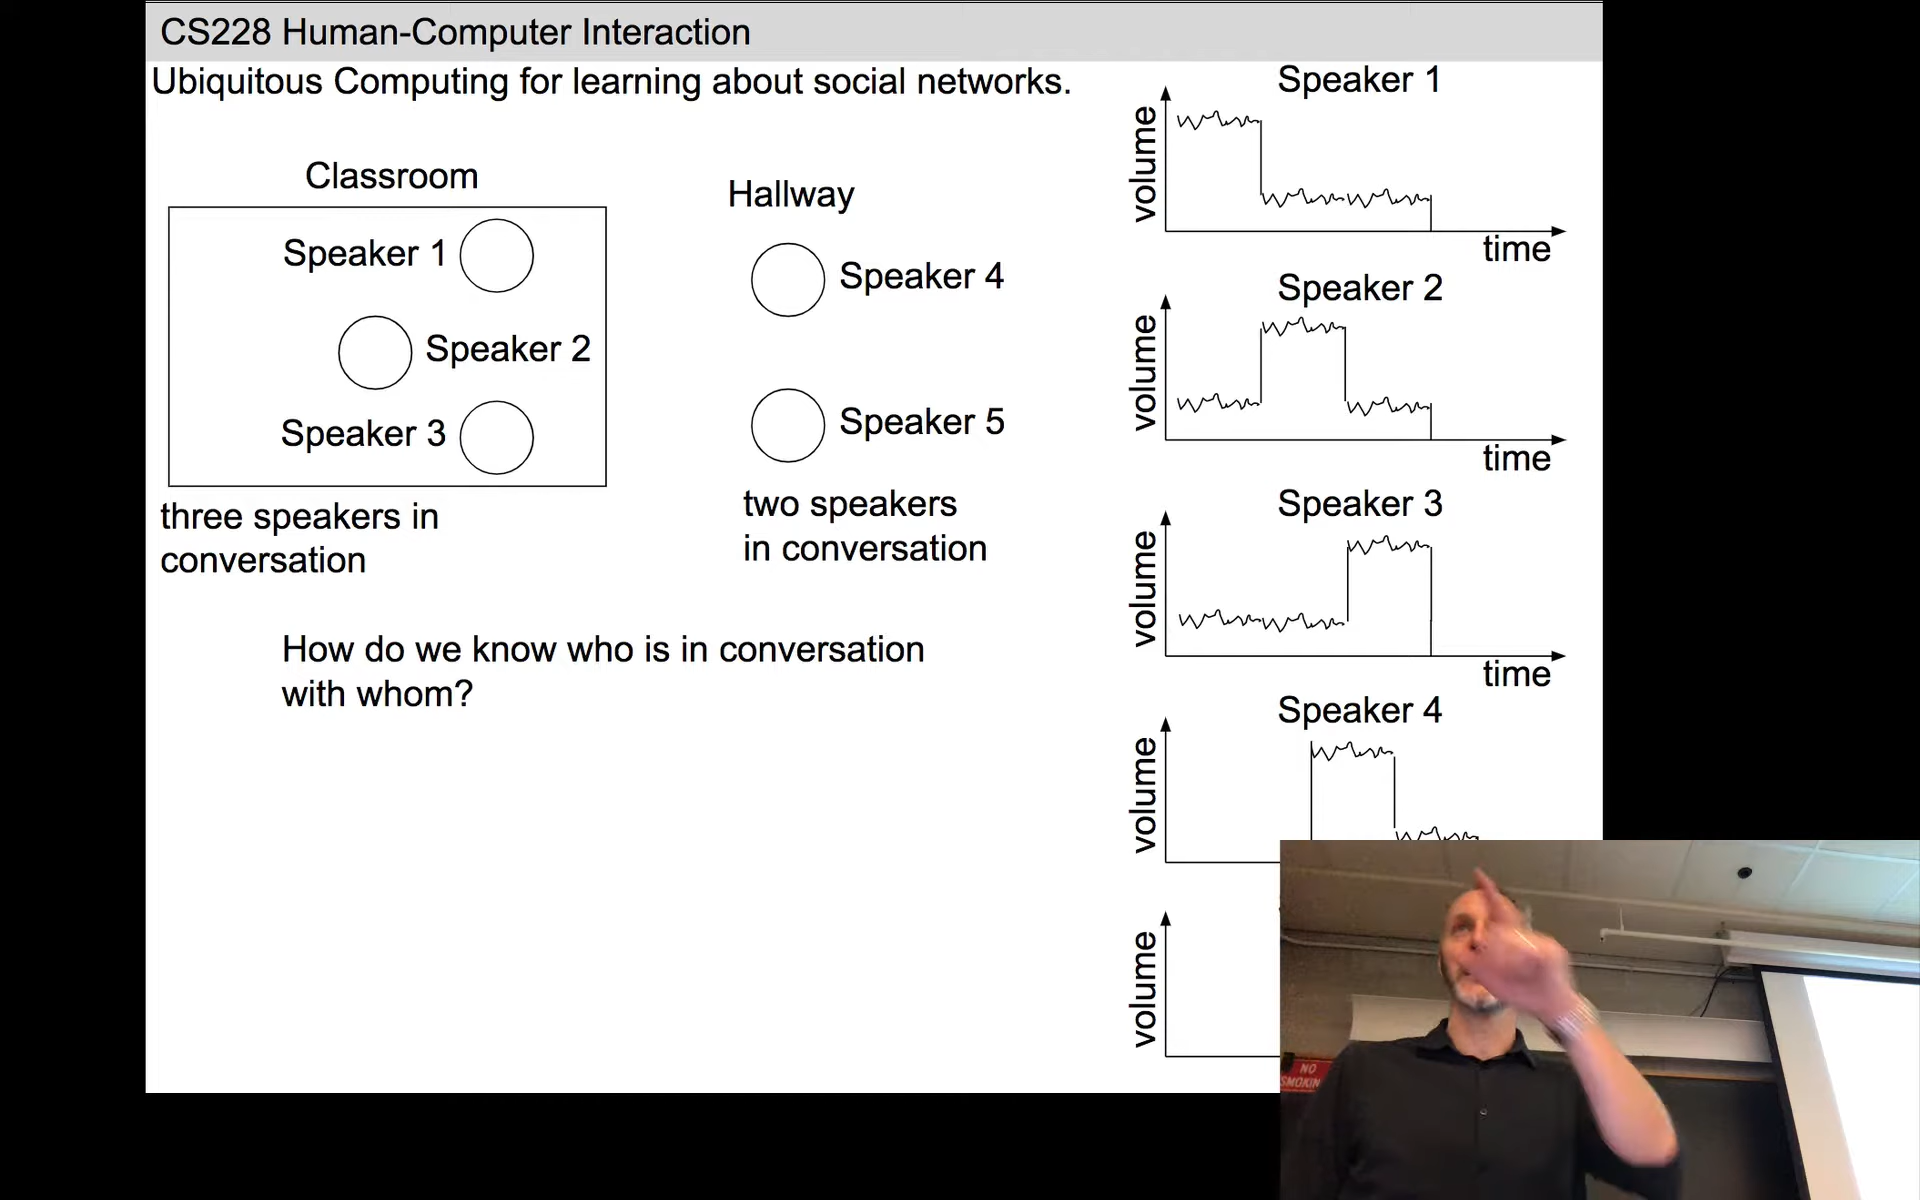 CS228 Human-Computer Interaction
Ubiquitous Computing for learning about social networks.
Classroom
Speaker 1
Speaker 2
Speaker 3
three speakers in
conversation
Hallway
Speaker 4
Speaker 5
two speakers
in conversation
How do we know who is in conversation
with whom?
Speaker 1
volume
time
Speaker 2
volume
time
Speaker 3
volume
time
Speaker 4
volume
volume
NO
SMOKIN